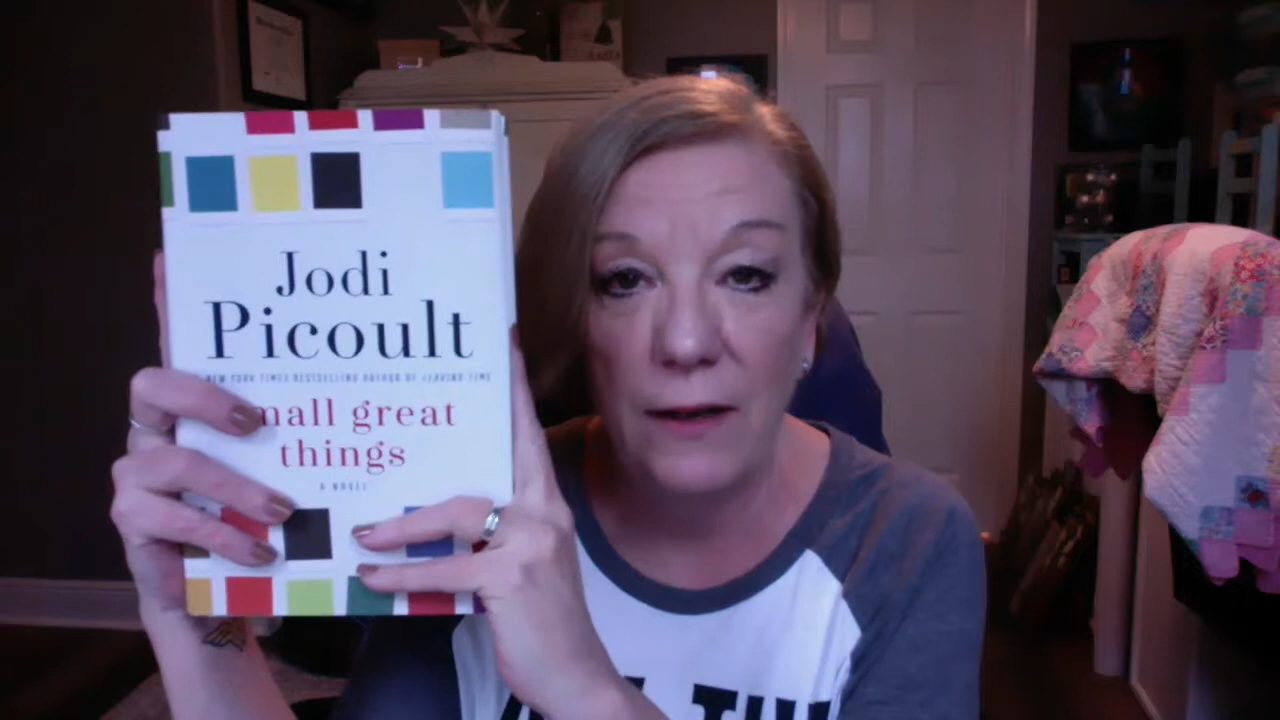 Jodi
Picoult
NEW YORK TIMES BESTSELLING AUTHOR OF LEAVING TIME
mall great
things
A NOVEL